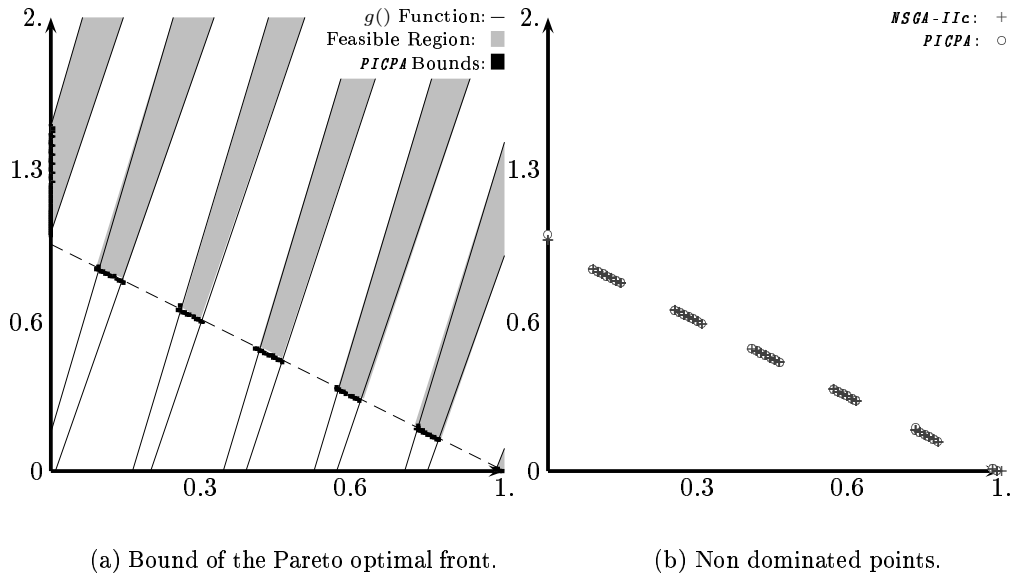 2.
g() Function: –
Feasible Region:
PICPA Bounds:
1.3
0.6
0
0.3
0.6
1.
(a) Bound of the Pareto optimal front.
2.
NSGA-IIc: +
PICPA: ○
1.3
0.6
0
0.3
0.6
1.
(b) Non dominated points.